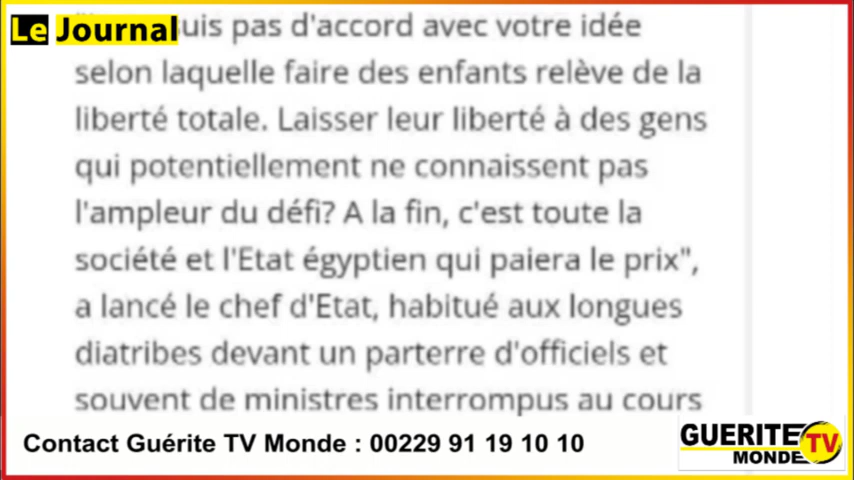 Le Journal
uis pas d'accord avec votre idée
selon laquelle faire des enfants relève de la
liberté totale. Laisser leur liberté à des gens
qui potentiellement ne connaissent pas
l'ampleur du défi? A la fin, c'est toute la
société et l'Etat égyptien qui paiera le prix",
a lancé le chef d'Etat, habitué aux longues
diatribes devant un parterre d'officiels et
souvent de ministres interrompus au cours
Contact Guérite TV Monde : 00229 91 19 10 10
GUERITE TV
MONDE